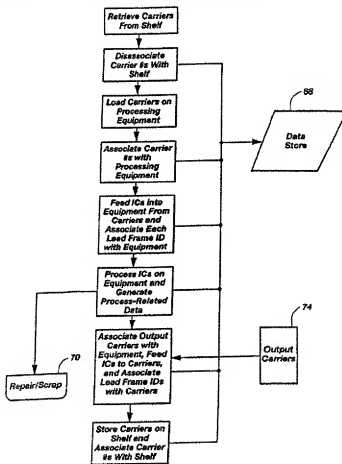 Retrieve Carriers
From Shelf
Disassociate
Carrier #s With
Shelf
68
Data
Store
Load Carriers on
Processing
Equipment
Associate Carrier
#s with
Processing
Equipment
Feed ICs into
Equipment From
Carriers and
Associate Each
Lead Frame ID
with Equipment
Process ICs on
Equipment and
Generate
Process-Related
Data
74
Output
Carriers
Associate Output
Carriers with
Equipment, Feed
ICs to Carriers,
and Associate
Lead Frame IDs
with Carriers
70
Repair/Scrap
Store Carriers on
Shelf and
Associate Carrier
#s With Shelf